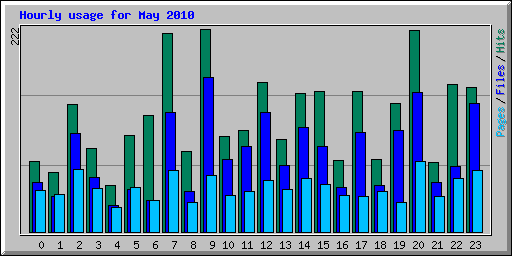 Hourly usage for May 2010
222
Pages / Files / Hits
0 1 2 3 4 5 6 7 8 9 10 11 12 13 14 15 16 17 18 19 20 21 22 23